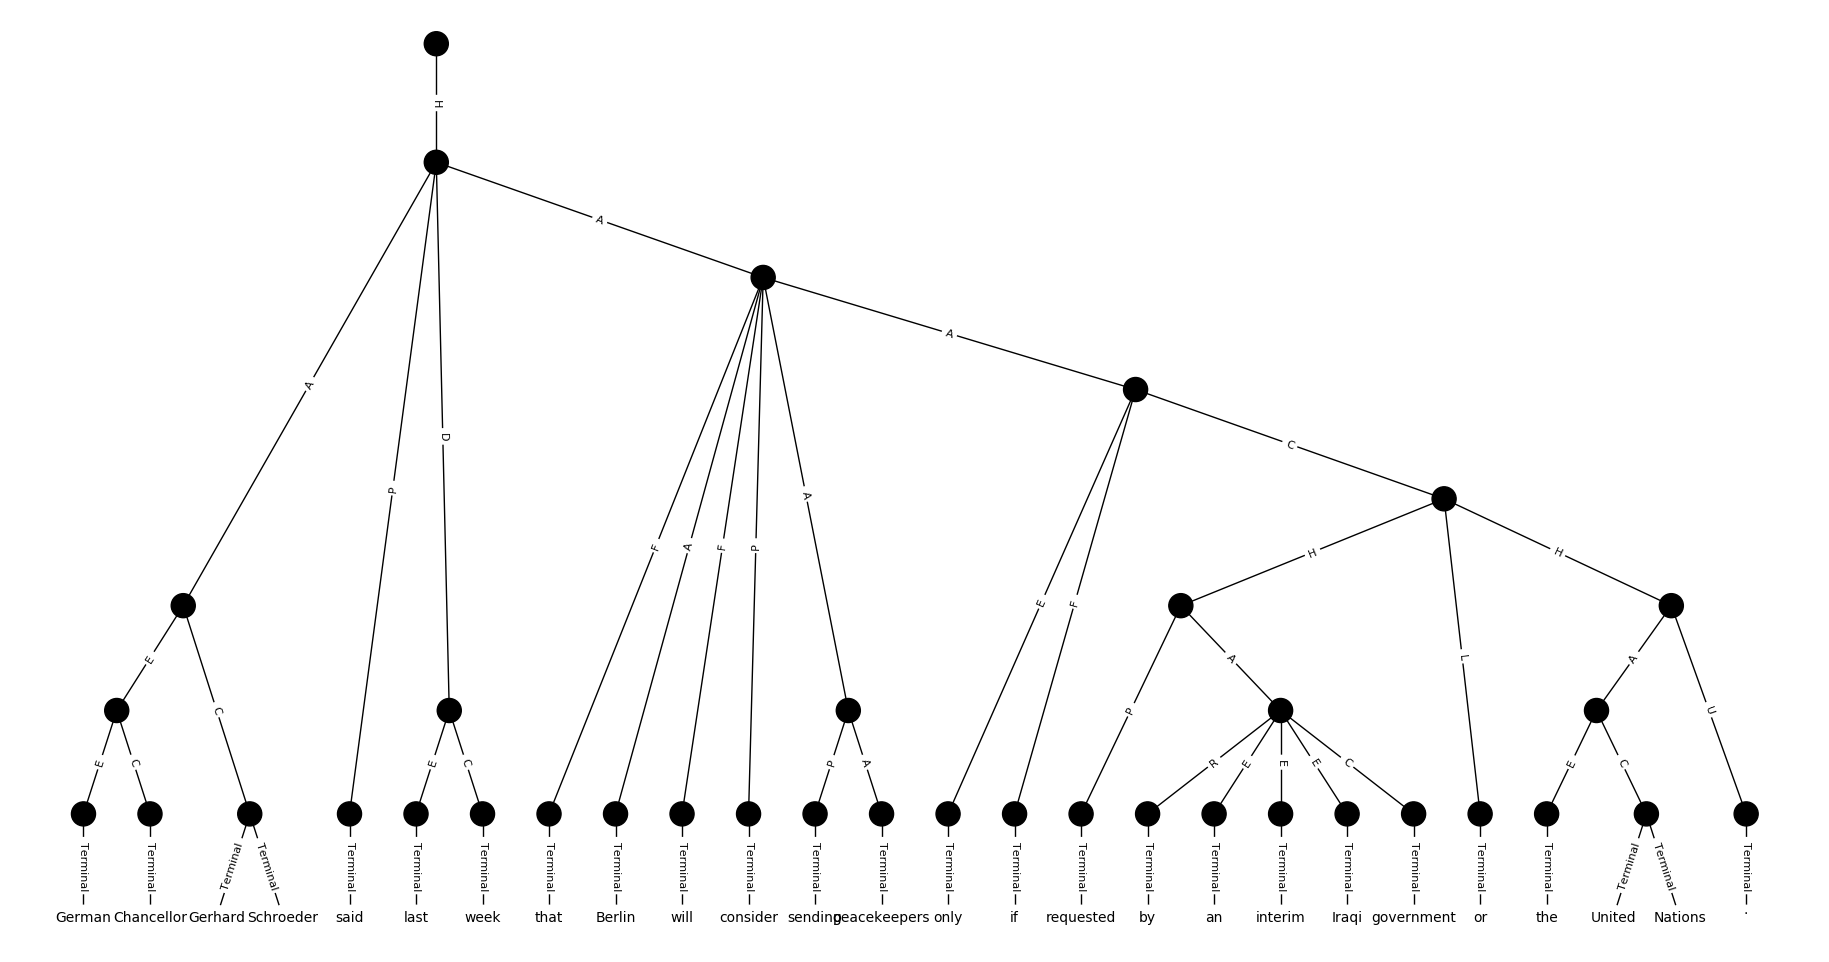 H
A
A
A
D
C
P
H
H
F
A
F
P
A
E
F
E
A
L
A
C
P
U
E
C
E
C
P
A
R
E
E
E
C
E
C
Terminal Terminal Terminal Terminal Terminal Terminal Terminal Terminal Terminal Terminal Terminal Terminal Terminal Terminal Terminal Terminal Terminal Terminal Terminal Terminal Terminal Terminal Terminal Terminal Terminal Terminal
German Chancellor Gerhard Schroeder said last week that Berlin will consider sending peacekeepers only if requested by an interim Iraqi government or the United Nations .